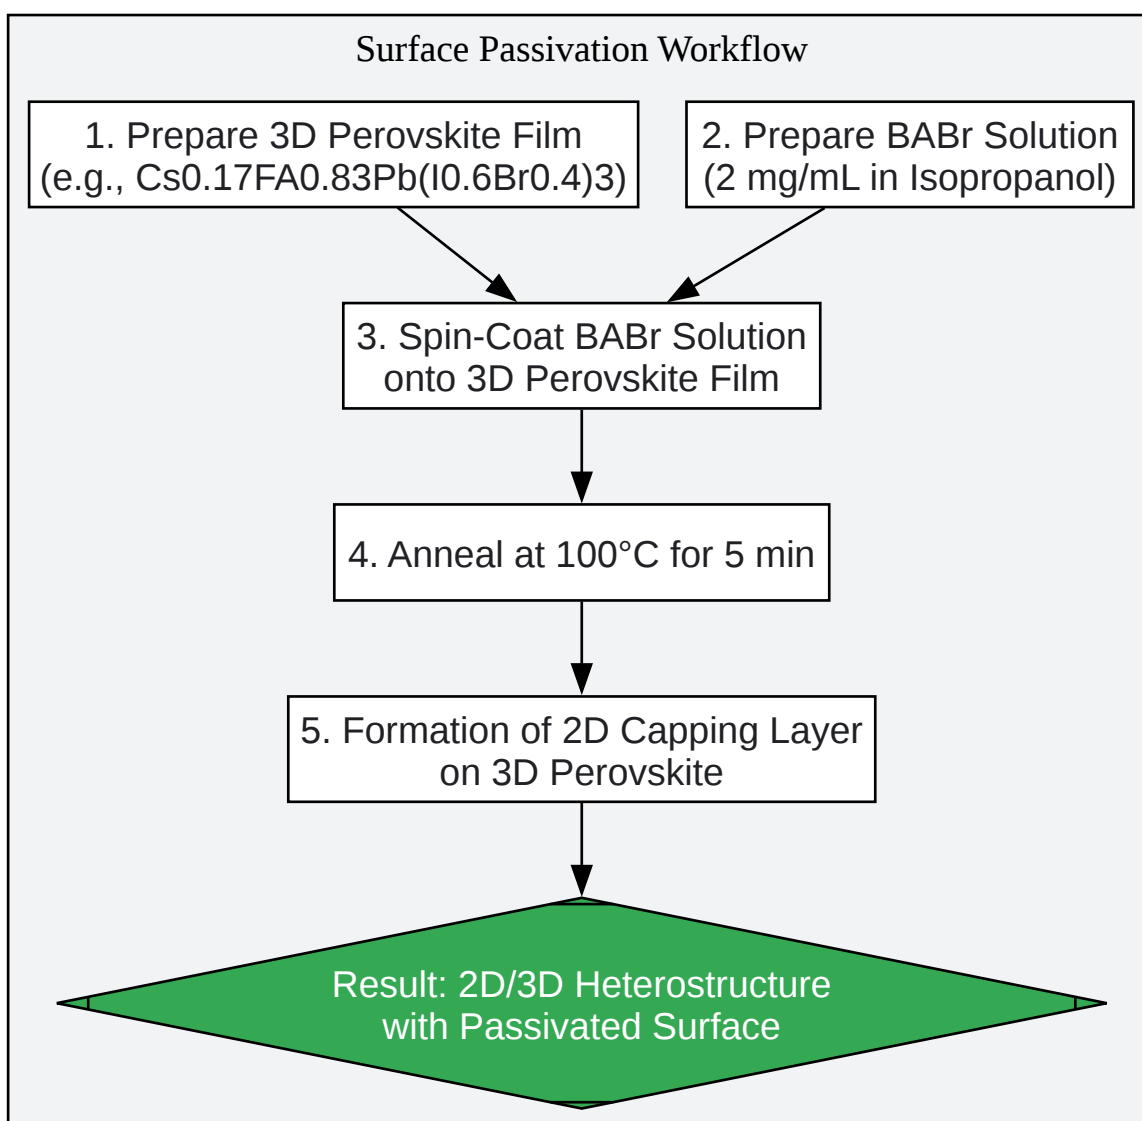 Surface Passivation Workflow
1. Prepare 3D Perovskite Film
(e.g., Cs0.17FA0.83Pb(I0.6Br0.4)3)
2. Prepare BABr Solution
(2 mg/mL in Isopropanol)
3. Spin-Coat BABr Solution
onto 3D Perovskite Film
4. Anneal at 100°C for 5 min
5. Formation of 2D Capping Layer
on 3D Perovskite
Result: 2D/3D Heterostructure
with Passivated Surface